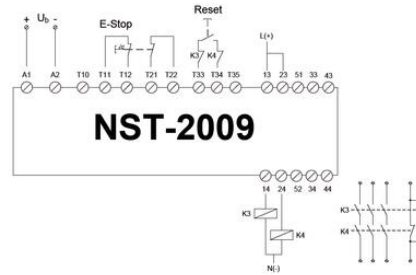 Reset
+ Ub -
E-Stop
L(+)
K3 K4
A1 A2 T10 T11 T12 T21 T22 T33 T34 T35 13 23 51 33 43
NST-2009
14 24 52 34 44
K3
K3
K4
K4
N(-)